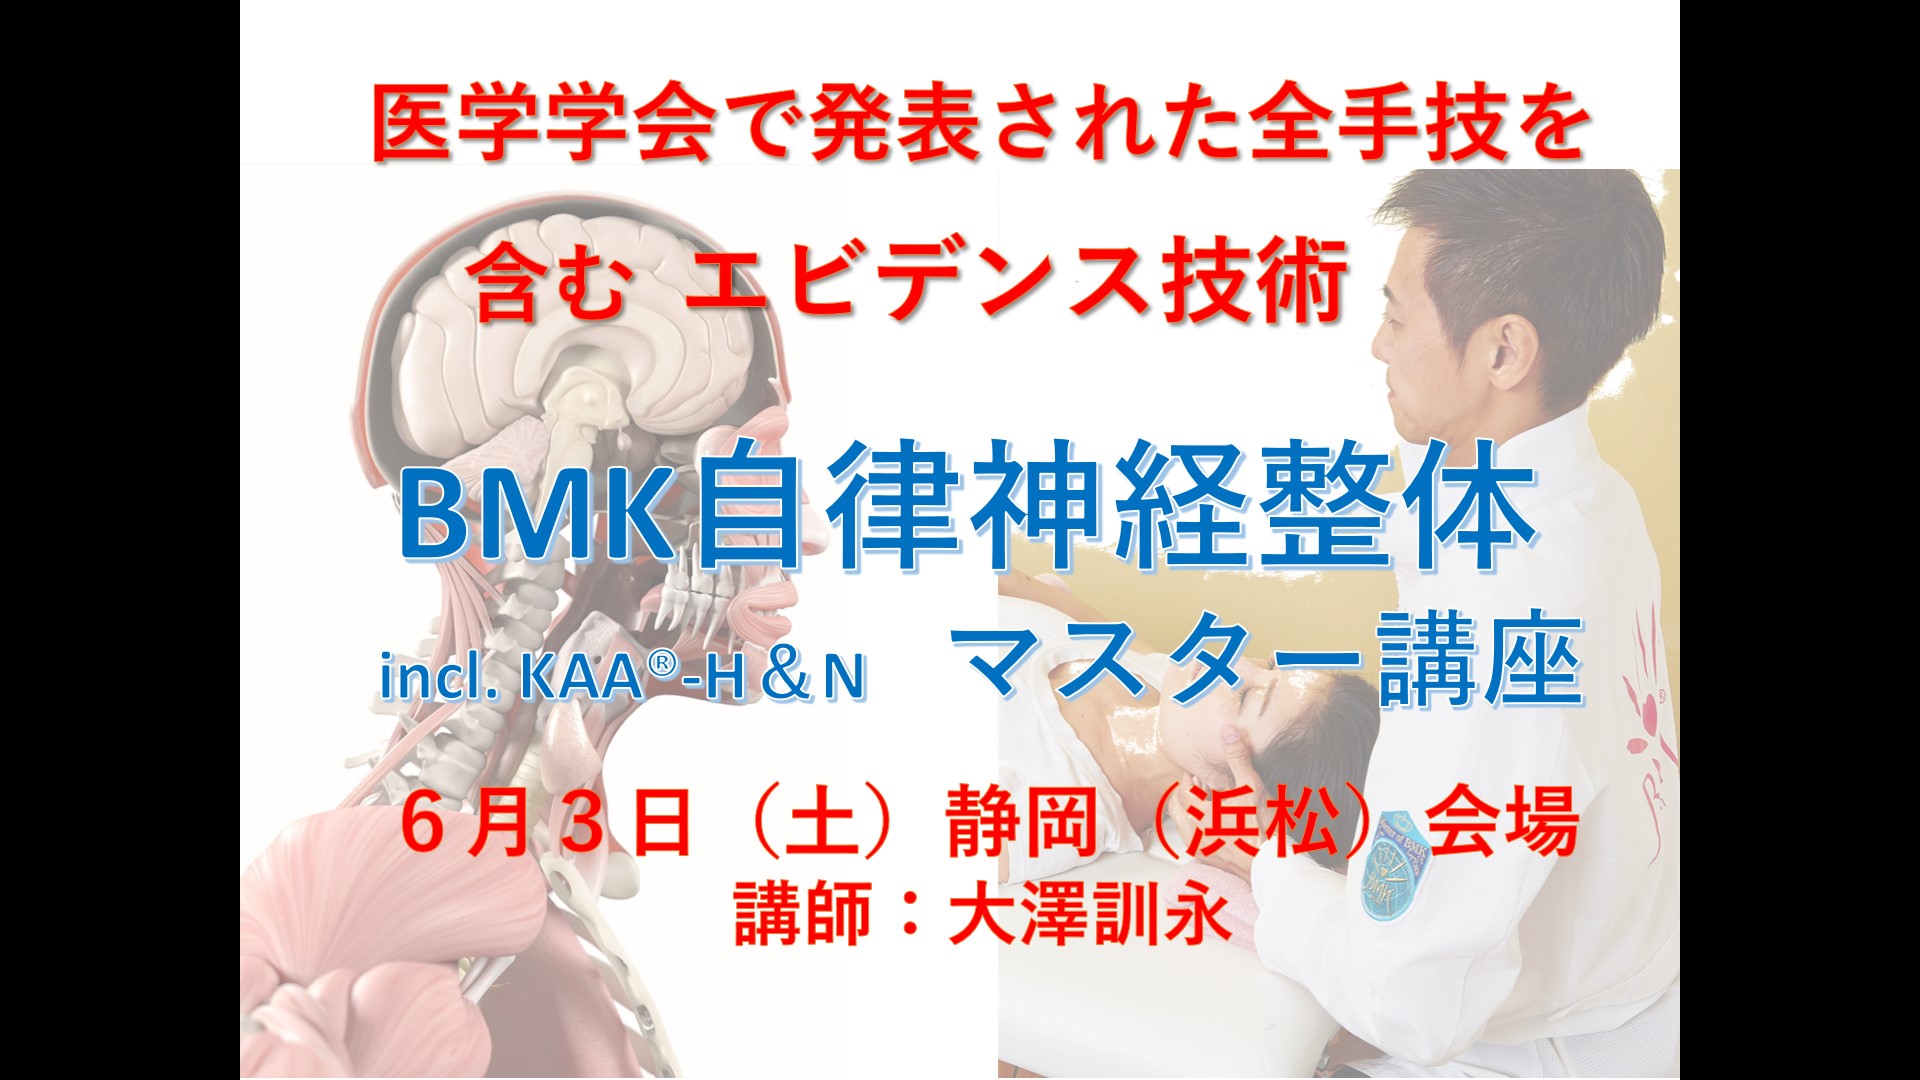 医学学会で発表された全手技を
含む エビデンス技術
BMK自律神経整体
incl. KAA®-H＆N　マスター講座
６月３日（土）静岡（浜松）会場
講師：大澤訓永